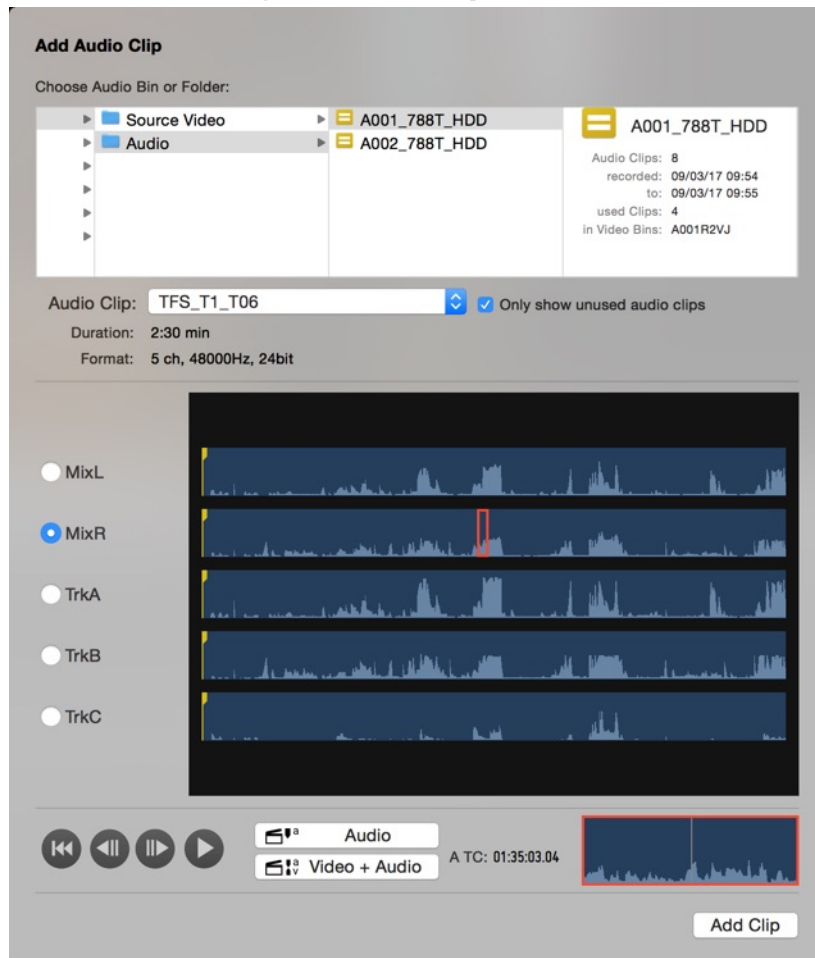 Add Audio Clip
Choose Audio Bin or Folder:
Source Video
Audio
A001_788T_HDD
A002_788T_HDD
A001_788T_HDD
Audio Clips: 8
recorded: 09/03/17 09:54
to: 09/03/17 09:55
used Clips: 4
in Video Bins: A001R2VJ
Audio Clip: TFS_T1_T06
Only show unused audio clips
Duration: 2:30 min
Format: 5 ch, 48000Hz, 24bit
MixL
MixR
TrkA
TrkB
TrkC
a Audio
a v Video + Audio
A TC: 01:35:03.04
Add Clip